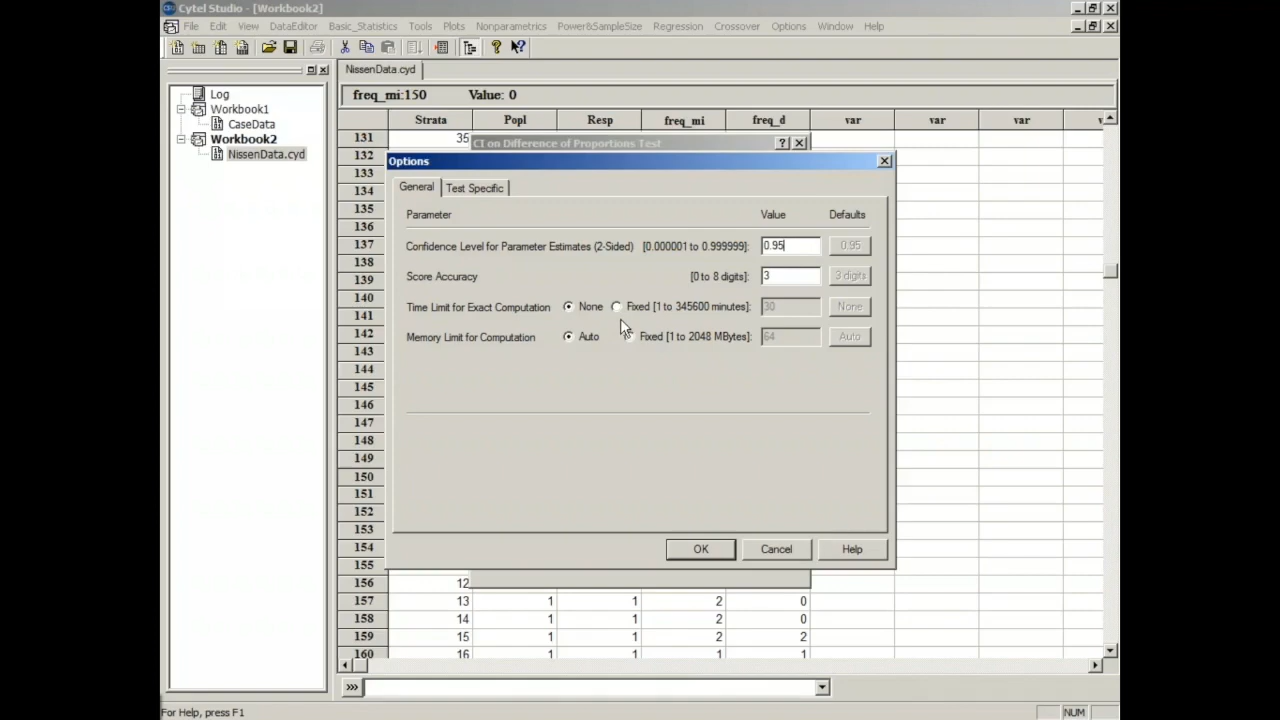 Cytel Studio - [Workbook2]
File Edit View DataEditor Basic_Statistics Tools Plots Nonparametrics Power&SampleSize Regression Crossover Options Window Help
Log
Workbook1
CaseData
Workbook2
NissenData.cyd
NissenData.cyd
freq_mi:150 Value: 0
Strata Popl Resp freq_mi freq_d var var var
131 35
132
133
134
135
136
137
138
139
140
141
142
143
144
145
146
147
148
149
150
151
152
153
154
155
156 12
157 13 1 1 2 0
158 14 1 1 2 0
159 15 1 1 2 2
160 16 1 1 1 1
CI on Difference of Proportions Test
Options
General Test Specific
Parameter Value Defaults
Confidence Level for Parameter Estimates (2-Sided) [0.000001 to 0.999999]: 0.95 0.95
Score Accuracy [0 to 8 digits]: 3 3 digits
Time Limit for Exact Computation None Fixed [1 to 345600 minutes]: 30 None
Memory Limit for Computation Auto Fixed [1 to 2048 MBytes]: 64 Auto
OK Cancel Help
>>>
For Help, press F1 NUM